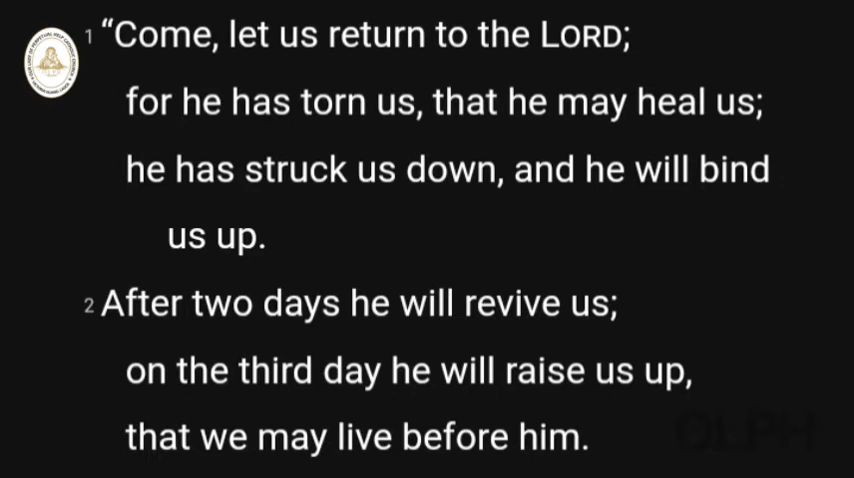 1 “Come, let us return to the LORD;
for he has torn us, that he may heal us;
he has struck us down, and he will bind
us up.
2 After two days he will revive us;
on the third day he will raise us up,
that we may live before him.
OLPH